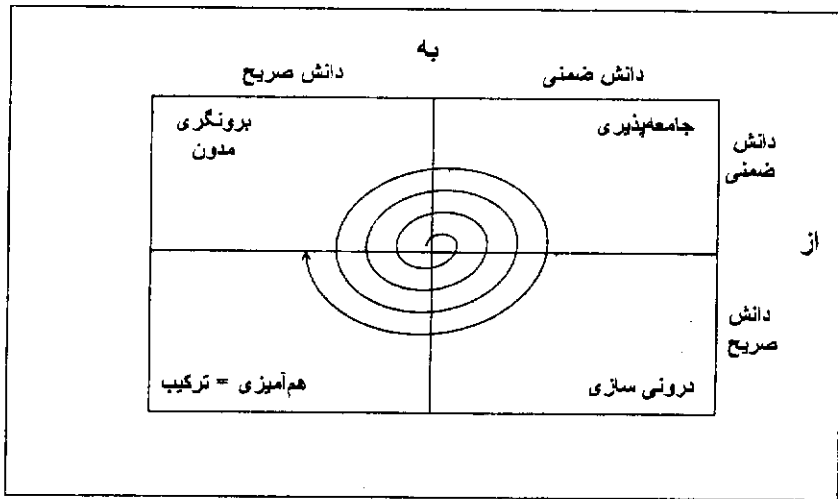 به
دانش ضمنی
دانش صریح
جامعه‌پذیری
برونگری
مدون
دانش
ضمنی
از
دانش
صریح
درونی سازی
هم‌آمیزی = ترکیب